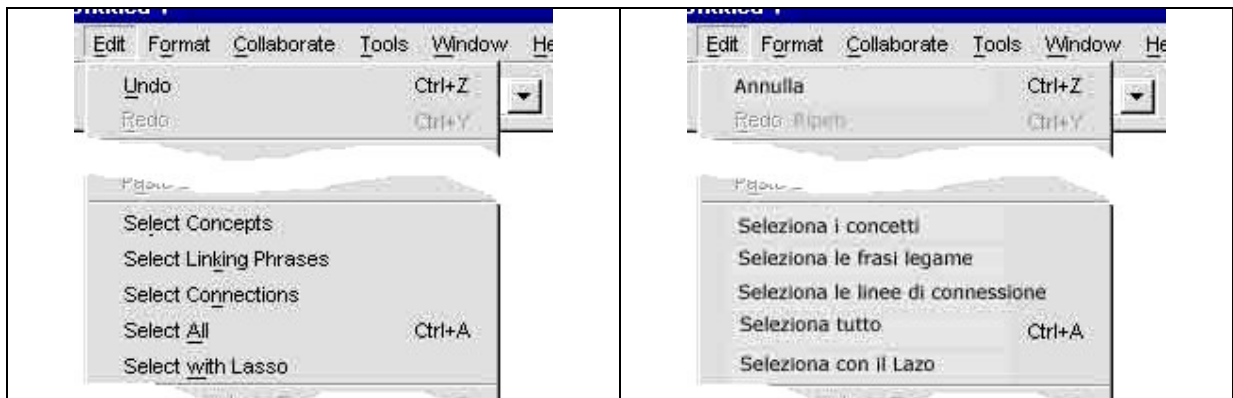 Edit Format Collaborate Tools Window He
Undo Ctrl+Z
Redo Ctrl+Y
Select Concepts
Select Linking Phrases
Select Connections
Select All Ctrl+A
Select with Lasso
Edit Format Collaborate Tools Window He
Annulla Ctrl+Z
Redo Ctrl+Y
Seleziona i concetti
Seleziona le frasi legame
Seleziona le linee di connessione
Seleziona tutto Ctrl+A
Seleziona con il Lazo